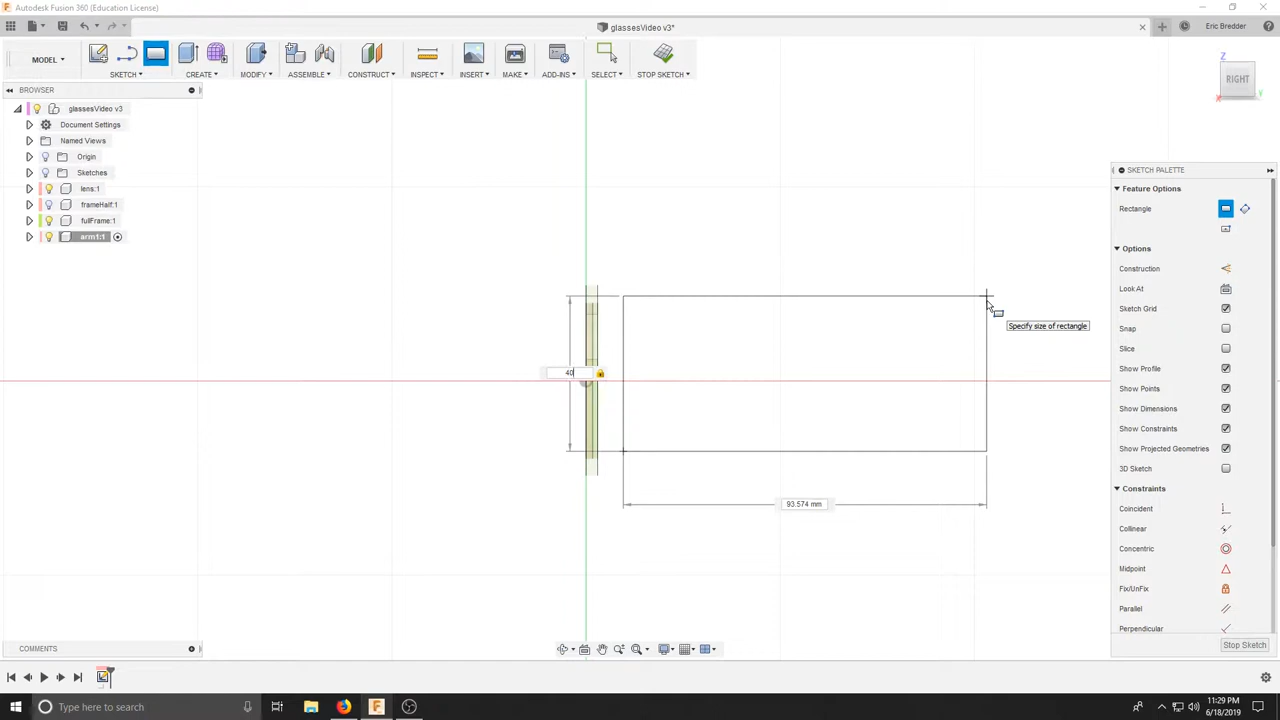 Autodesk Fusion 360 (Education License)
glassesVideo v3*
Eric Bredder
MODEL
SKETCH
CREATE
MODIFY
ASSEMBLE
CONSTRUCT
INSPECT
INSERT
MAKE
ADD-INS
SELECT
STOP SKETCH
BROWSER
glassesVideo v3
Document Settings
Named Views
Origin
Sketches
lens:1
frameHalf:1
fullFrame:1
arm1:1
Z
RIGHT
X
Y
40
93.574 mm
Specify size of rectangle
SKETCH PALETTE
Feature Options
Rectangle
Options
Construction
Look At
Sketch Grid
Snap
Slice
Show Profile
Show Points
Show Dimensions
Show Constraints
Show Projected Geometries
3D Sketch
Constraints
Coincident
Collinear
Concentric
Midpoint
Fix/UnFix
Parallel
Perpendicular
Stop Sketch
COMMENTS
Type here to search
11:29 PM
6/18/2019